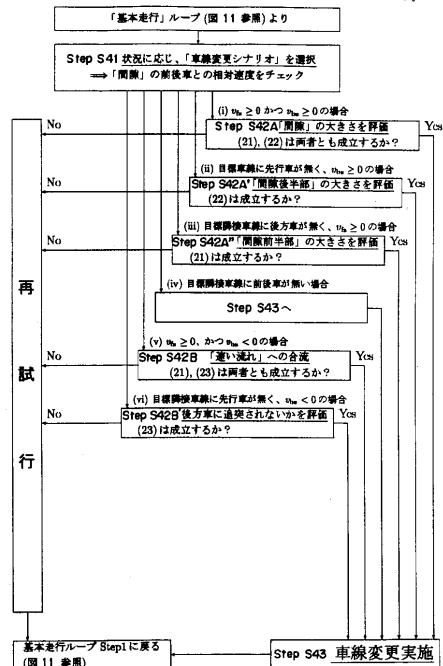 「基本走行」ループ(図 11 参照)より
Step S41 状況に応じ、「車線変更シナリオ」を選択
⟹「間隙」の前後車との相対速度をチェック
(i) v_fs ≥ 0 かつ v_bs ≥ 0 の場合
No
Step S42A「間隙」の大きさを評価
Yes
(21), (22) は両者とも成立するか?
(ii) 目標車線に先行車が無く、v_bs ≥ 0 の場合
No
Step S42A'「間隙後半部」の大きさを評価
Yes
(22) は成立するか?
(iii) 目標隣接車線に後方車が無く、v_fs ≥ 0 の場合
No
Step S42A"「間隙前半部」の大きさを評価
Yes
(21) は成立するか?
(iv) 目標隣接車線に前後車が無い場合
Step S43 へ
(v) v_fs ≥ 0, かつ v_bs < 0 の場合
No
Step S42B 「速い流れ」への合流
Yes
(21), (23) は両者とも成立するか?
(vi) 目標隣接車線に先行車が無く、v_bs < 0 の場合
No
Step S42B' 後方車に追突されないかを評価
Yes
(23) は成立するか?
再試行
基本走行ループ Step1 に戻る
(図 11 参照)
Step S43 車線変更実施